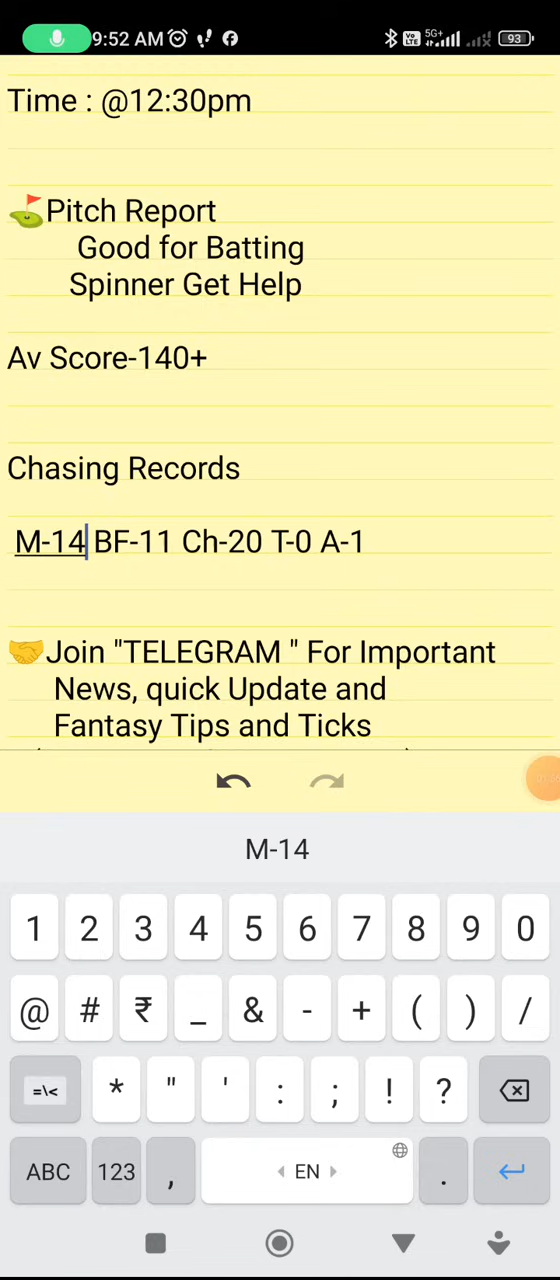 9:52 AM 5G+ 93
Time : @12:30pm
Pitch Report
Good for Batting
Spinner Get Help
Av Score-140+
Chasing Records
M-14 BF-11 Ch-20 T-0 A-1
Join "TELEGRAM " For Important
News, quick Update and
Fantasy Tips and Ticks
M-14
1 2 3 4 5 6 7 8 9 0
@ # ₹ _ & - + ( ) /
=\< * " ' : ; ! ?
ABC 123 , EN .